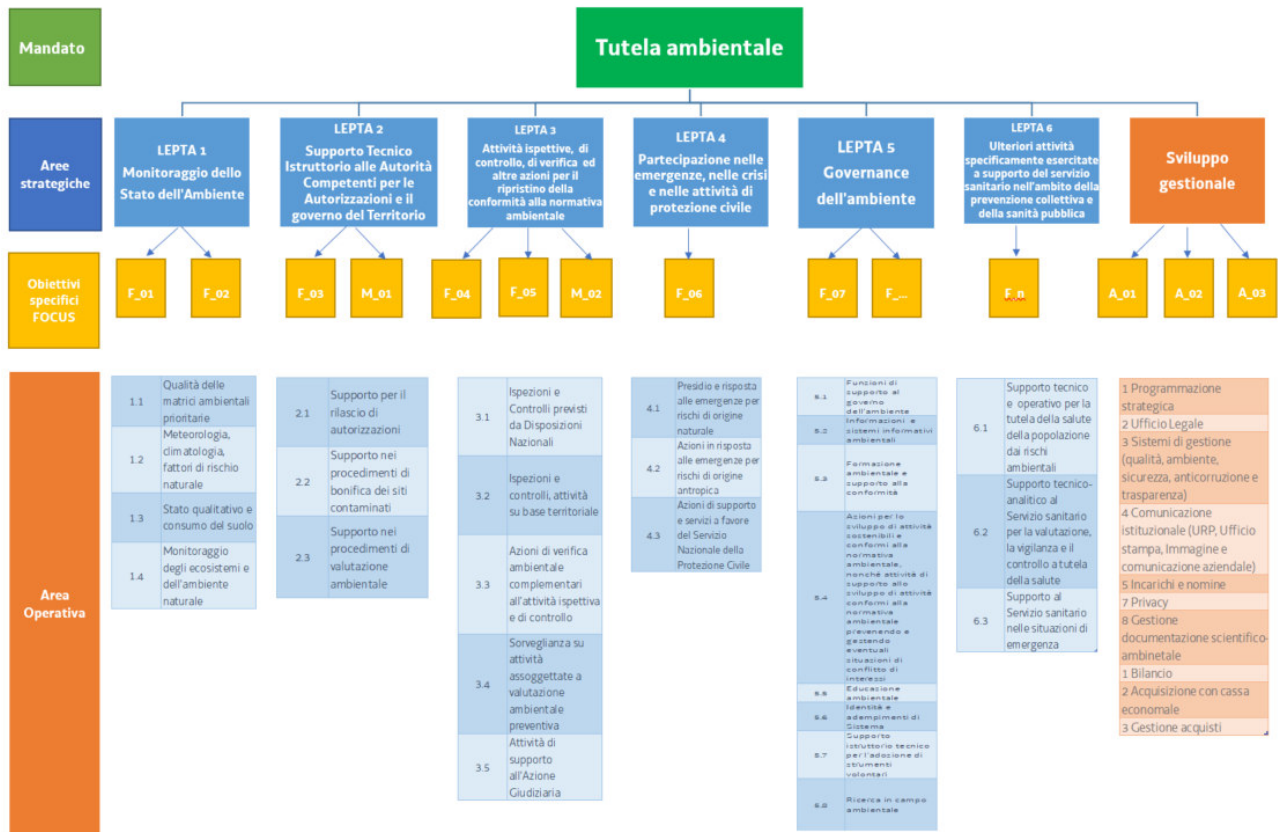 Mandato
Tutela ambientale
Aree
strategiche
LEPTA 1
Monitoraggio dello
Stato dell'Ambiente
LEPTA 2
Supporto Tecnico
Istruttorio alle Autorità
Competenti per le
Autorizzazioni e il
governo del Territorio
LEPTA 3
Attività ispettive, di
controllo, di verifica ed
altre azioni per il
ripristino della
conformità alla normativa
ambientale
LEPTA 4
Partecipazione nelle
emergenze, nelle crisi
e nelle attività di
protezione civile
LEPTA 5
Governance
dell'ambiente
LEPTA 6
Ulteriori attività
specificamente esercitate
a supporto del servizio
sanitario nell'ambito della
prevenzione collettiva e
della sanità pubblica
Sviluppo
gestionale
Obiettivi
specifici
FOCUS
F_01
F_02
F_03
M_01
F_04
F_05
M_02
F_06
F_07
F_...
F_n
A_01
A_02
A_03
Area
Operativa
1.1 Qualità delle
matrici ambientali
prioritarie
1.2 Meteorologia,
climatologia,
fattori di rischio
naturale
1.3 Stato qualitativo e
consumo del suolo
1.4 Monitoraggio
degli ecosistemi e
dell'ambiente
naturale
2.1 Supporto per il
rilascio di
autorizzazioni
2.2 Supporto nei
procedimenti di
bonifica dei siti
contaminati
2.3 Supporto nei
procedimenti di
valutazione
ambientale
3.1 Ispezioni e
Controlli previsti
da Disposizioni
Nazionali
3.2 Ispezioni e
controlli, attività
su base territoriale
3.3 Azioni di verifica
ambientale
complementari
all'attività ispettiva
e di controllo
3.4 Sorveglianza su
attività
assoggettate a
valutazione
ambientale
preventiva
3.5 Attività di
supporto
all'Azione
Giudiziaria
4.1 Presidio e risposta
alle emergenze per
rischi di origine
naturale
4.2 Azioni in risposta
alle emergenze per
rischi di origine
antropica
4.3 Azioni di supporto
e servizi a favore
del Servizio
Nazionale della
Protezione Civile
5.1 Funzioni di
supporto al
governo
dell'ambiente
5.2 Informazioni e
sistemi informativi
ambientali
5.3 Formazione
ambientale e
supporto alla
conformità
5.4 Azioni per lo
sviluppo di attività
sostenibili e
conformi alla
normativa
ambientale,
nonché attività di
supporto allo
sviluppo di attività
conformi alla
normativa
ambientale
prevenendo e
gestendo
eventuali
situazioni di
conflitto di
interessi
5.5 Educazione
ambientale
5.6 Identità e
adempimenti di
Sistema
5.7 Supporto
istruttorio tecnico
per l'adozione di
strumenti
volontari
5.8 Ricerca in campo
ambientale
6.1 Supporto tecnico
e operativo per la
tutela della salute
della popolazione
dai rischi
ambientali
6.2 Supporto tecnico-
analitico al
Servizio sanitario
per la valutazione,
la vigilanza e il
controllo a tutela
della salute
6.3 Supporto al
Servizio sanitario
nelle situazioni di
emergenza
1 Programmazione
strategica
2 Ufficio Legale
3 Sistemi di gestione
(qualità, ambiente,
sicurezza, anticorruzione e
trasparenza)
4 Comunicazione
istituzionale (URP, Ufficio
stampa, Immagine e
comunicazione aziendale)
5 Incarichi e nomine
7 Privacy
8 Gestione
documentazione scientifico-
ambinetale
1 Bilancio
2 Acquisizione con cassa
economale
3 Gestione acquisti